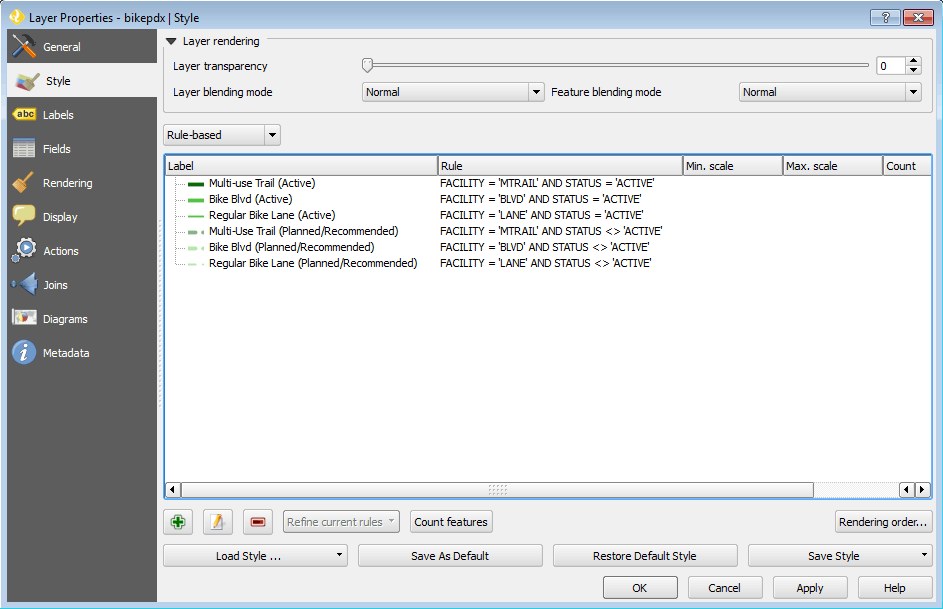 Layer Properties - bikepdx | Style
General
Style
abc Labels
Fields
Rendering
Display
Actions
Joins
Diagrams
Metadata
Layer rendering
Layer transparency 0
Layer blending mode Normal Feature blending mode Normal
Rule-based
Label Rule Min. scale Max. scale Count
Multi-use Trail (Active) FACILITY = 'MTRAIL' AND STATUS = 'ACTIVE'
Bike Blvd (Active) FACILITY = 'BLVD' AND STATUS = 'ACTIVE'
Regular Bike Lane (Active) FACILITY = 'LANE' AND STATUS = 'ACTIVE'
Multi-Use Trail (Planned/Recommended) FACILITY = 'MTRAIL' AND STATUS <> 'ACTIVE'
Bike Blvd (Planned/Recommended) FACILITY = 'BLVD' AND STATUS <> 'ACTIVE'
Regular Bike Lane (Planned/Recommended) FACILITY = 'LANE' AND STATUS <> 'ACTIVE'
Refine current rules Count features Rendering order...
Load Style ... Save As Default Restore Default Style Save Style
OK Cancel Apply Help